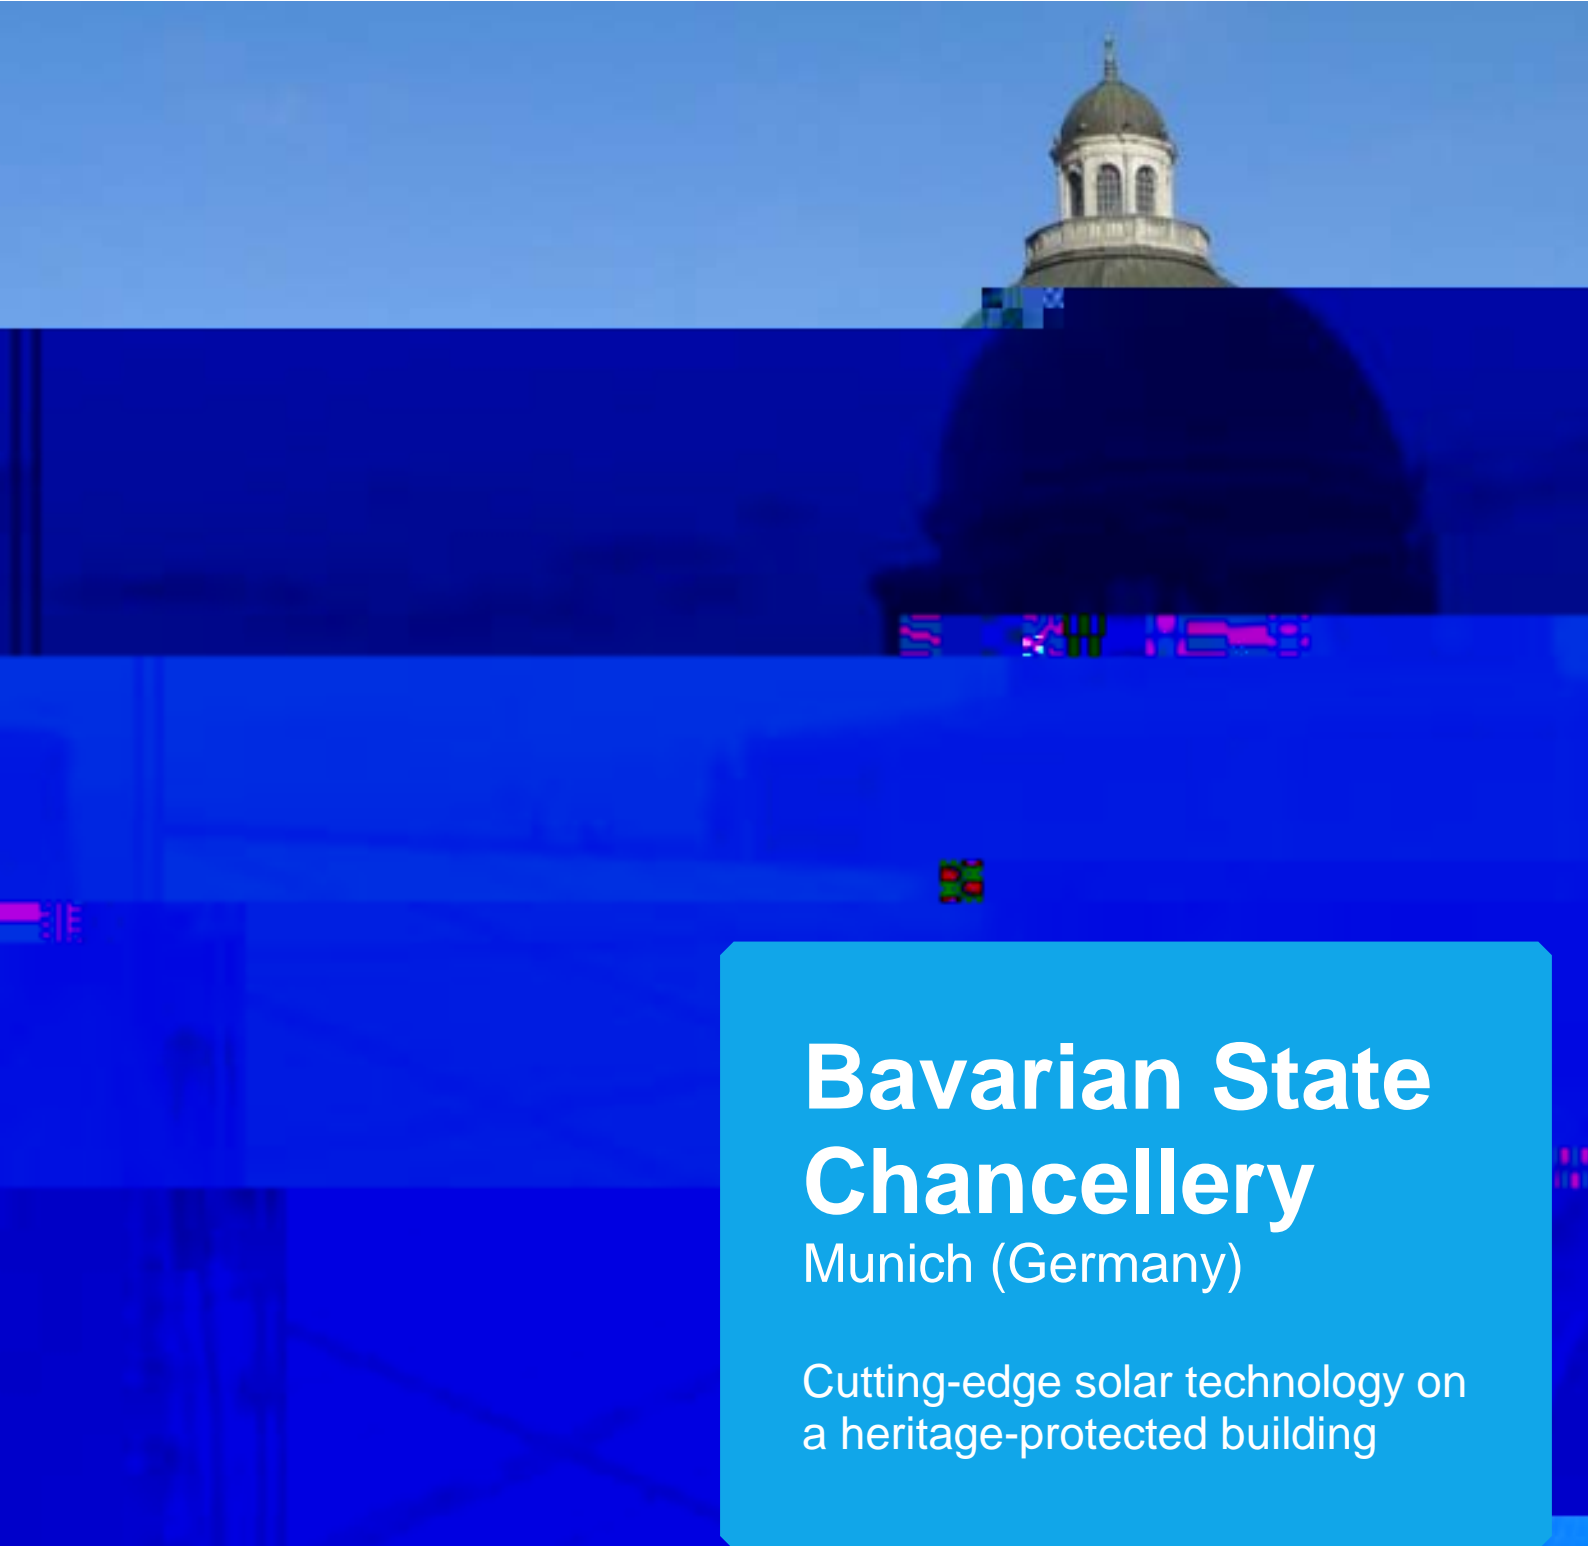 Bavarian State
Chancellery
Munich (Germany)
Cutting-edge solar technology on
a heritage-protected building